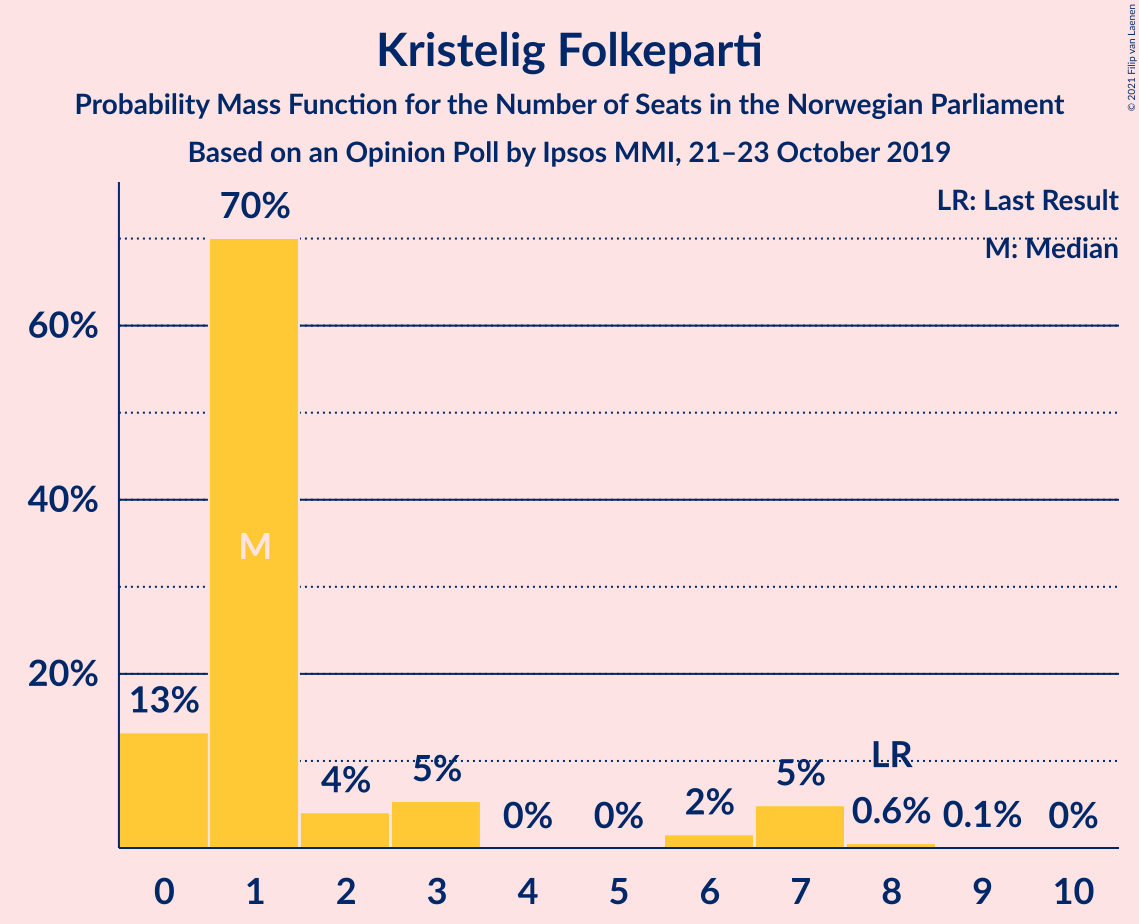 Kristelig Folkeparti
Probability Mass Function for the Number of Seats in the Norwegian Parliament
Based on an Opinion Poll by Ipsos MMI, 21–23 October 2019
© 2021 Filip van Laenen
LR: Last Result
M: Median
60%
40%
20%
13%
70%
M
4%
5%
0%
0%
2%
5%
LR
0.6%
0.1%
0%
0 1 2 3 4 5 6 7 8 9 10